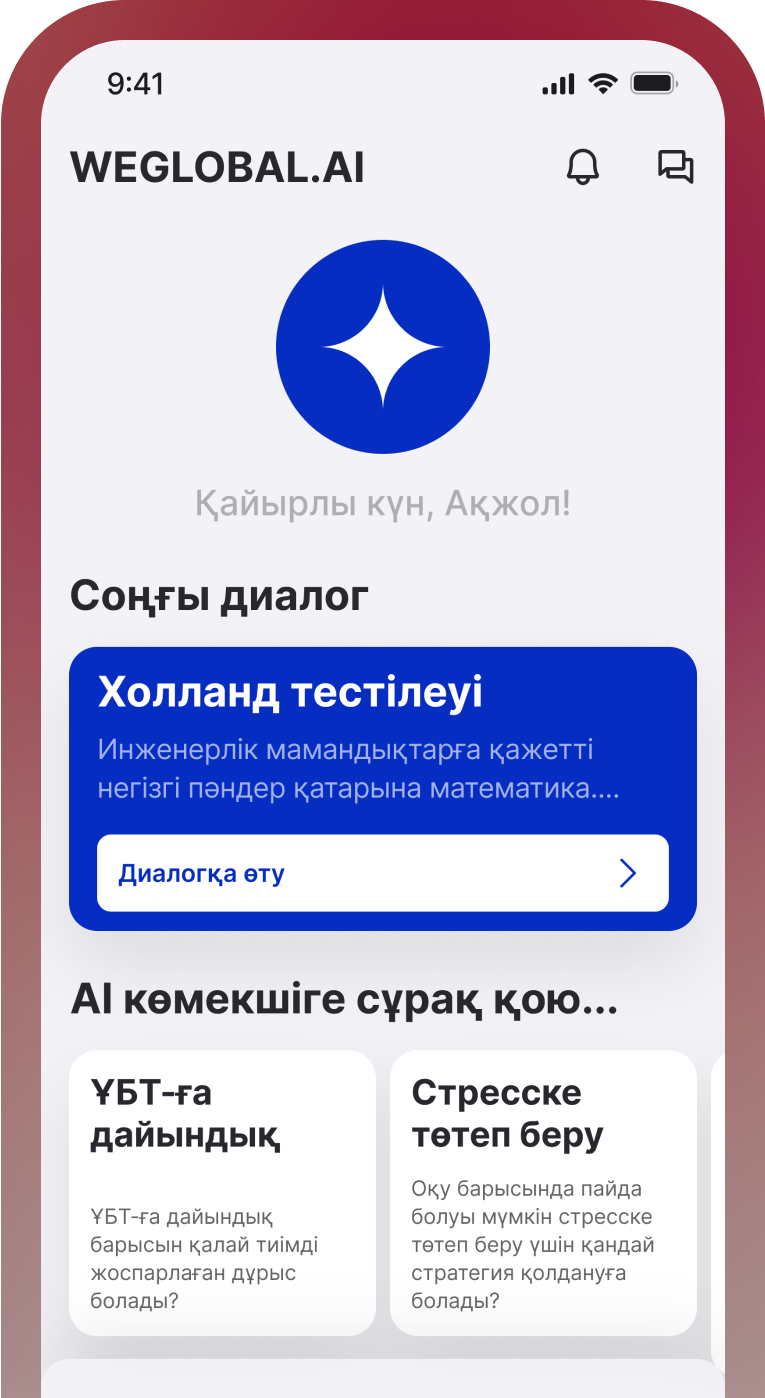 9:41
WEGLOBAL.AI
Қайырлы күн, Ақжол!
Соңғы диалог
Холланд тестілеуі
Инженерлік мамандықтарға қажетті
негізгі пәндер қатарына математика....
Диалогқа өту
AI көмекшіге сұрақ қою...
ҰБТ-ға
дайындық
ҰБТ-ға дайындық
барысын қалай тиімді
жоспарлаған дұрыс
болады?
Стресске
төтеп беру
Оқу барысында пайда
болуы мүмкін стресске
төтеп беру үшін қандай
стратегия қолдануға
болады?